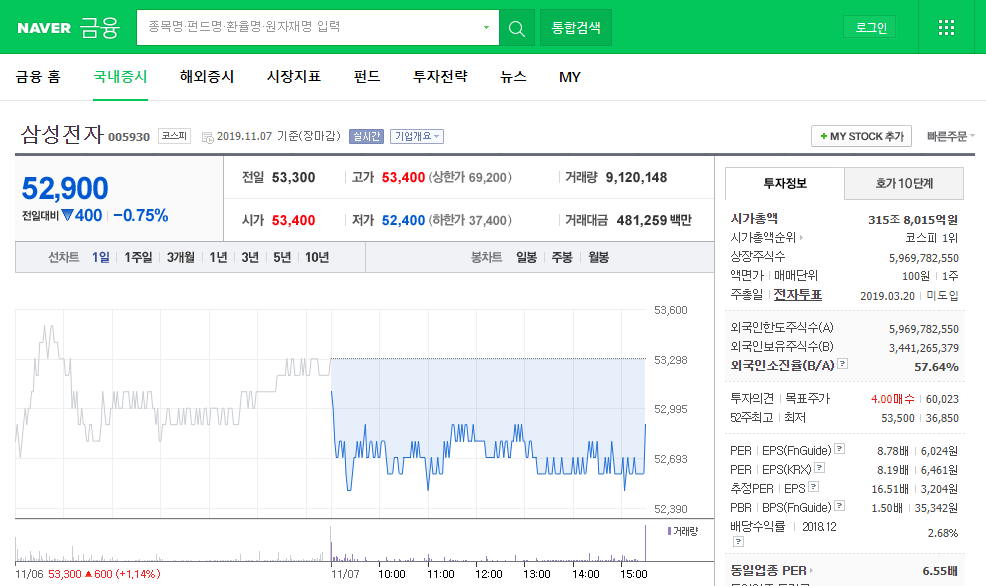 NAVER 금융 종목명·펀드명·환율명·원자재명 입력 통합검색 로그인
금융 홈 국내증시 해외증시 시장지표 펀드 투자전략 뉴스 MY
삼성전자 005930 코스피 2019.11.07 기준(장마감) 실시간 기업개요 + MY STOCK 추가 빠른주문
52,900
전일대비 ▼400 −0.75%
전일 53,300 고가 53,400 (상한가 69,200) 거래량 9,120,148
시가 53,400 저가 52,400 (하한가 37,400) 거래대금 481,259 백만
선차트 1일 1주일 3개월 1년 3년 5년 10년 봉차트 일봉 주봉 월봉
53,600
53,298
52,995
52,693
52,390
거래량
11/06 53,300 ▲600 (+1,14%) 11/07 10:00 11:00 12:00 13:00 14:00 15:00
투자정보 호가 10단계
시가총액 315조 8,015억원
시가총액순위 코스피 1위
상장주식수 5,969,782,550
액면가 매매단위 100원 1주
주총일 전자투표 2019.03.20 미도입
외국인한도주식수(A) 5,969,782,550
외국인보유주식수(B) 3,441,265,379
외국인소진율(B/A) ? 57.64%
투자의견 목표주가 4.00매수 60,023
52주최고 최저 53,500 36,850
PER EPS(FnGuide) ? 8.78배 6,024원
PER EPS(KRX) ? 8.19배 6,461원
추정PER EPS ? 16.51배 3,204원
PBR BPS(FnGuide) ? 1.50배 35,342원
배당수익률 2018.12 ? 2.68%
동일업종 PER 6.55배